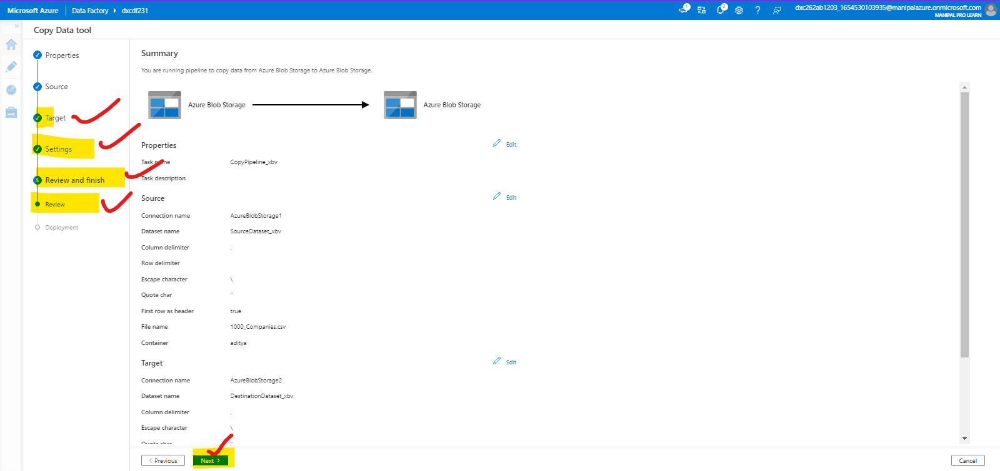 Microsoft Azure Data Factory dxcdf231 1 2 ? dxc262ab1203_1654530103935@manipalazure.onmicrosoft.com
MANIPAL PRO LEARN
» Copy Data tool
Properties
Source
Target
Settings
5 Review and finish
Review
Deployment
Summary
You are running pipeline to copy data from Azure Blob Storage to Azure Blob Storage.
Azure Blob Storage Azure Blob Storage
Properties Edit
Task name CopyPipeline_xbv
Task description
Source Edit
Connection name AzureBlobStorage1
Dataset name SourceDataset_xbv
Column delimiter ,
Row delimiter
Escape character \
Quote char "
First row as header true
File name 1000_Companies.csv
Container aditya
Target Edit
Connection name AzureBlobStorage2
Dataset name DestinationDataset_xbv
Column delimiter ,
Escape character \
Quote char "
< Previous Next > Cancel